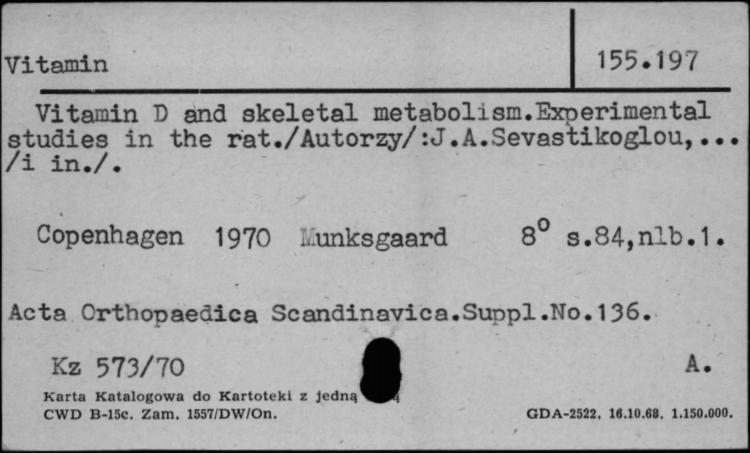 Vitamin
155.197
Vitamin D and skeletal metabolism.Experimental
studies in the rat./Autorzy/:J.A.Sevastikoglou,...
/i in./.
Copenhagen 1970 Munksgaard 8° s.84,nlb.1.
Acta Orthopaedica Scandinavica.Suppl.No.136.
Kz 573/70 A.
Karta Katalogowa do Kartoteki z jedną
CWD B-15c. Zam. 1557/DW/On. GDA-2522. 16.10.68. 1.150.000.